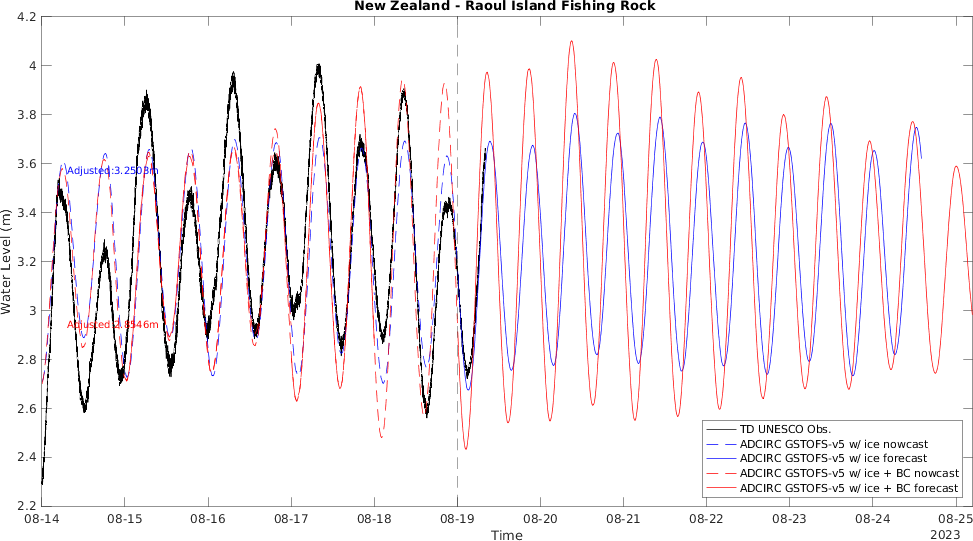 New Zealand - Raoul Island Fishing Rock
4.2
4
3.8
3.6
3.4
3.2
3
2.8
2.6
2.4
2.2
Water Level (m)
Adjusted:3.2503m
Adjusted:2.8546m
TD UNESCO Obs.
ADCIRC GSTOFS-v5 w/ ice nowcast
ADCIRC GSTOFS-v5 w/ ice forecast
ADCIRC GSTOFS-v5 w/ ice + BC nowcast
ADCIRC GSTOFS-v5 w/ ice + BC forecast
08-14 08-15 08-16 08-17 08-18 08-19 08-20 08-21 08-22 08-23 08-24 08-25
Time
2023